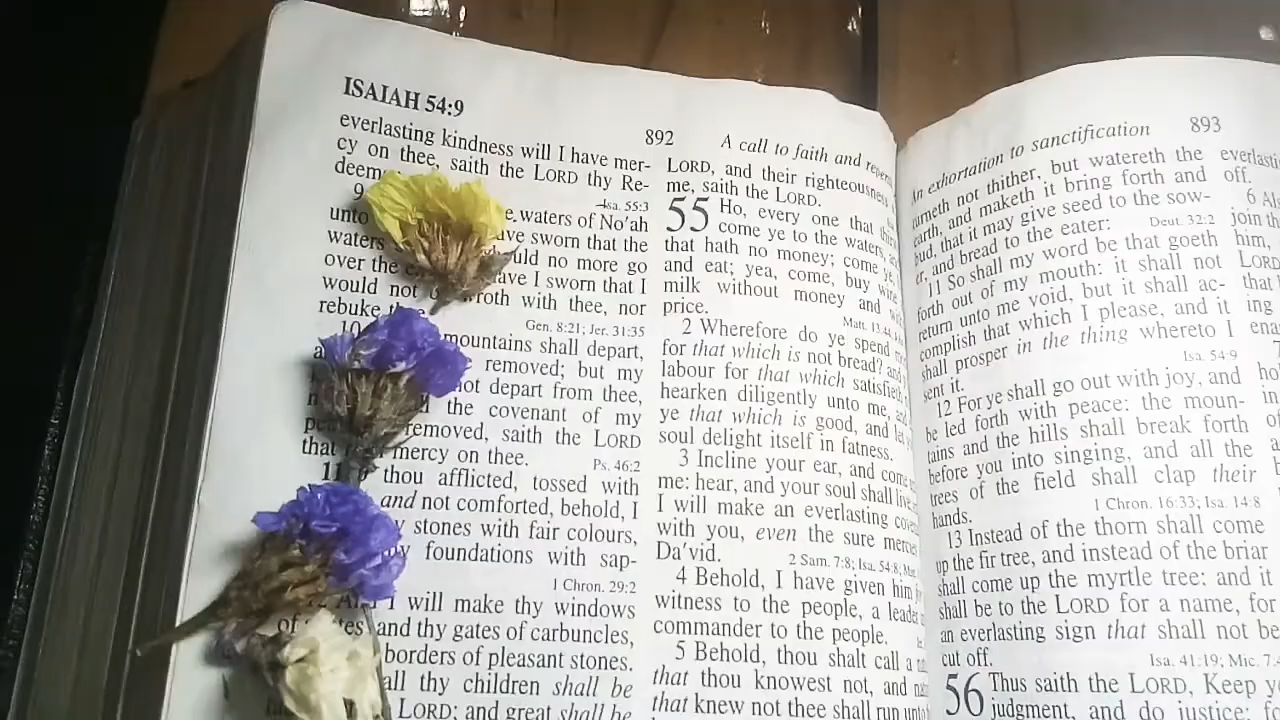 ISAIAH 54:9
892
A call to faith and
everlasting kindness will I have mer-
cy on thee, saith the LORD thy Re-
deem
Isa. 55:3
9 waters of No'ah
unto sworn that the
waters no more go
over the have I sworn that I
would not wroth with thee, nor
rebuke
Gen. 8:21; Jer. 31:35
10 mountains shall depart,
removed; but my
not depart from thee,
the covenant of my
removed, saith the LORD
that mercy on thee.
Ps. 46:2
11 thou afflicted, tossed with
and not comforted, behold, I
stones with fair colours,
foundations with sap-
1 Chron. 29:2
I will make thy windows
of and thy gates of carbuncles,
borders of pleasant stones.
all thy children shall be
LORD; and great shall be
LORD, and their righteousness
me, saith the LORD.
55 Ho, every one that
come ye to the waters,
that hath no money; come
and eat; yea, come, buy
milk without money and
price.
Matt. 13:44
2 Wherefore do ye spend
for that which is not bread? and
labour for that which satisfieth
hearken diligently unto me,
ye that which is good, and
soul delight itself in fatness.
3 Incline your ear, and come
me: hear, and your soul shall live
I will make an everlasting
with you, even the sure mercies
Da'vid.
2 Sam. 7:8; Isa. 54:8;
4 Behold, I have given him
witness to the people, a leader
commander to the people.
5 Behold, thou shalt call a
that thou knowest not, and
that knew not thee shall run unto
An exhortation to sanctification
893
turneth not thither, but watereth the
earth, and maketh it bring forth and
bud, that it may give seed to the sow-
er, and bread to the eater:
Deut. 32:2
11 So shall my word be that goeth
forth out of my mouth: it shall not
return unto me void, but it shall ac-
complish that which I please, and it
shall prosper in the thing whereto I
sent it.
Isa. 54:9
12 For ye shall go out with joy, and
be led forth with peace: the moun-
tains and the hills shall break forth
before you into singing, and all the
trees of the field shall clap their
hands.
1 Chron. 16:33; Isa. 14:8
13 Instead of the thorn shall come
up the fir tree, and instead of the briar
shall come up the myrtle tree: and it
shall be to the LORD for a name, for
an everlasting sign that shall not be
cut off.
Isa. 41:19; Mic. 7:
56 Thus saith the LORD, Keep
judgment, and do justice:
off.
6
join
him,
LORD
that
ing